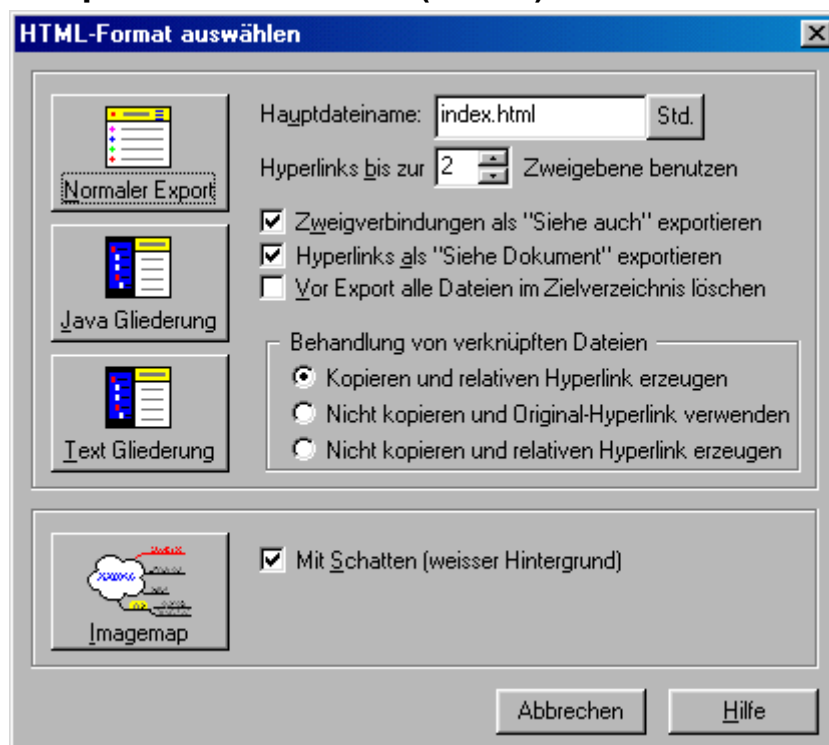 HTML-Format auswählen
Hauptdateiname: index.html Std.
Hyperlinks bis zur 2 Zweigebene benutzen
Normaler Export
Zweigverbindungen als "Siehe auch" exportieren
Hyperlinks als "Siehe Dokument" exportieren
Vor Export alle Dateien im Zielverzeichnis löschen
Java Gliederung
Behandlung von verknüpften Dateien
Kopieren und relativen Hyperlink erzeugen
Nicht kopieren und Original-Hyperlink verwenden
Nicht kopieren und relativen Hyperlink erzeugen
Text Gliederung
Mit Schatten (weisser Hintergrund)
Imagemap
Abbrechen Hilfe